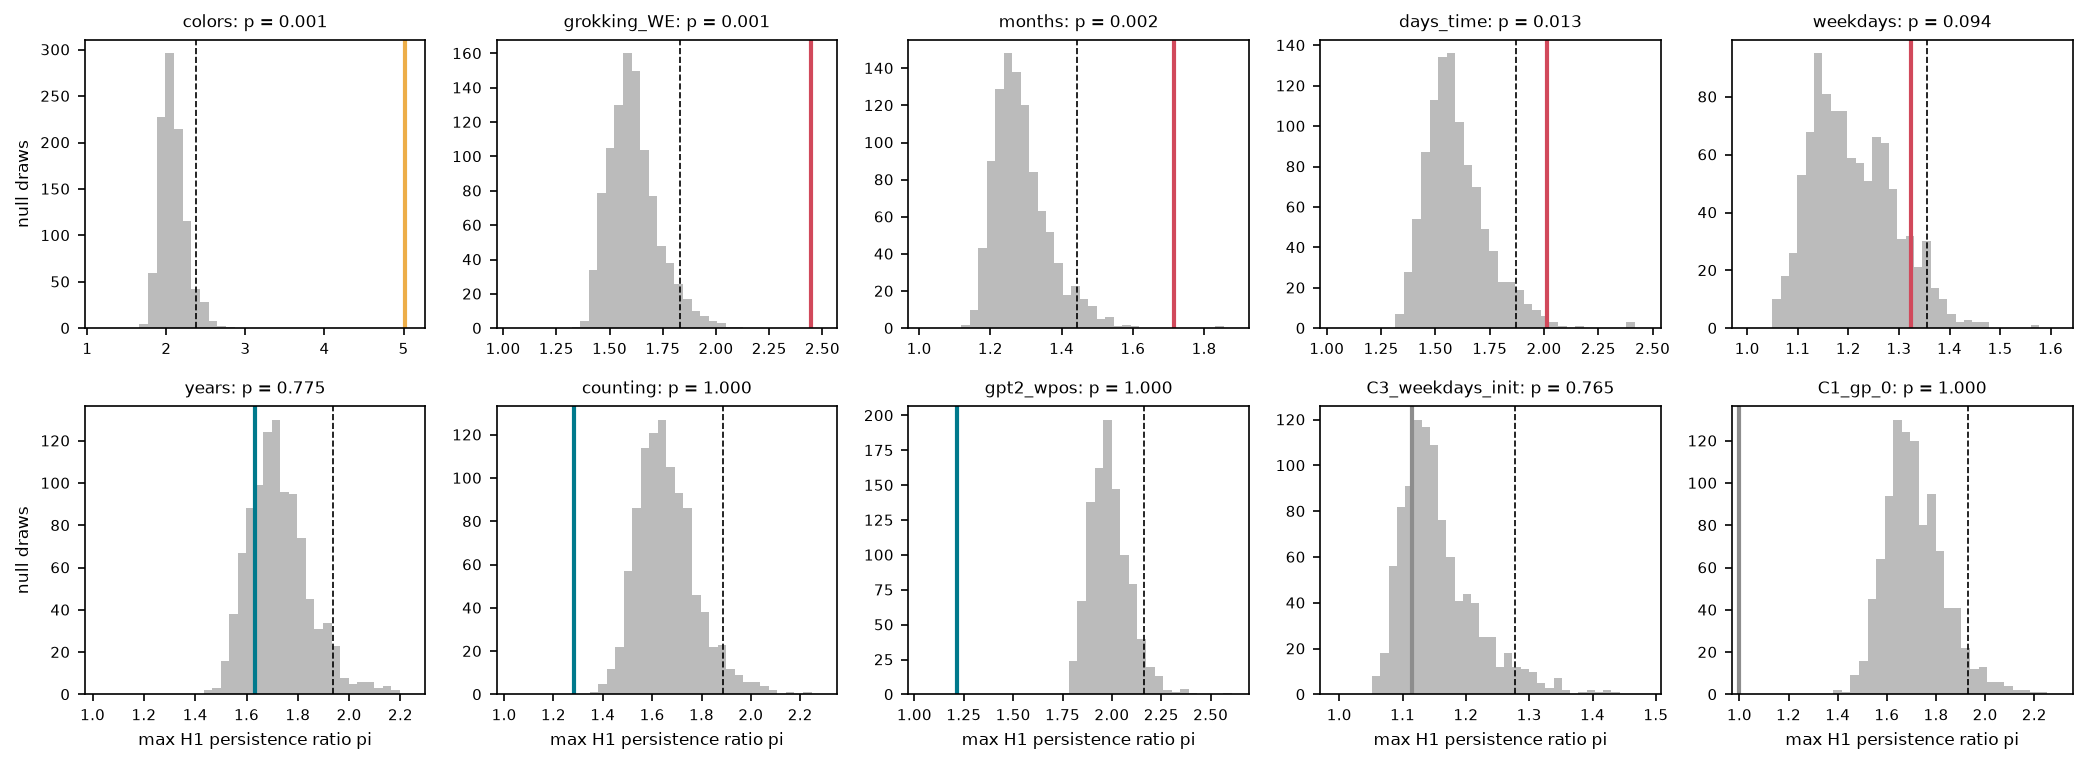 colors: p = 0.001
grokking_WE: p = 0.001
months: p = 0.002
days_time: p = 0.013
weekdays: p = 0.094
null draws
300
250
200
150
100
50
0
1 2 3 4 5
160
140
120
100
80
60
40
20
0
1.00 1.25 1.50 1.75 2.00 2.25 2.50
140
120
100
80
60
40
20
0
1.0 1.2 1.4 1.6 1.8
140
120
100
80
60
40
20
0
1.00 1.25 1.50 1.75 2.00 2.25 2.50
80
60
40
20
0
1.0 1.1 1.2 1.3 1.4 1.5 1.6
years: p = 0.775
counting: p = 1.000
gpt2_wpos: p = 1.000
C3_weekdays_init: p = 0.765
C1_gp_0: p = 1.000
null draws
120
100
80
60
40
20
0
1.0 1.2 1.4 1.6 1.8 2.0 2.2
max H1 persistence ratio pi
120
100
80
60
40
20
0
1.0 1.2 1.4 1.6 1.8 2.0 2.2
max H1 persistence ratio pi
200
175
150
125
100
75
50
25
0
1.00 1.25 1.50 1.75 2.00 2.25 2.50
max H1 persistence ratio pi
120
100
80
60
40
20
0
1.0 1.1 1.2 1.3 1.4 1.5
max H1 persistence ratio pi
120
100
80
60
40
20
0
1.0 1.2 1.4 1.6 1.8 2.0 2.2
max H1 persistence ratio pi